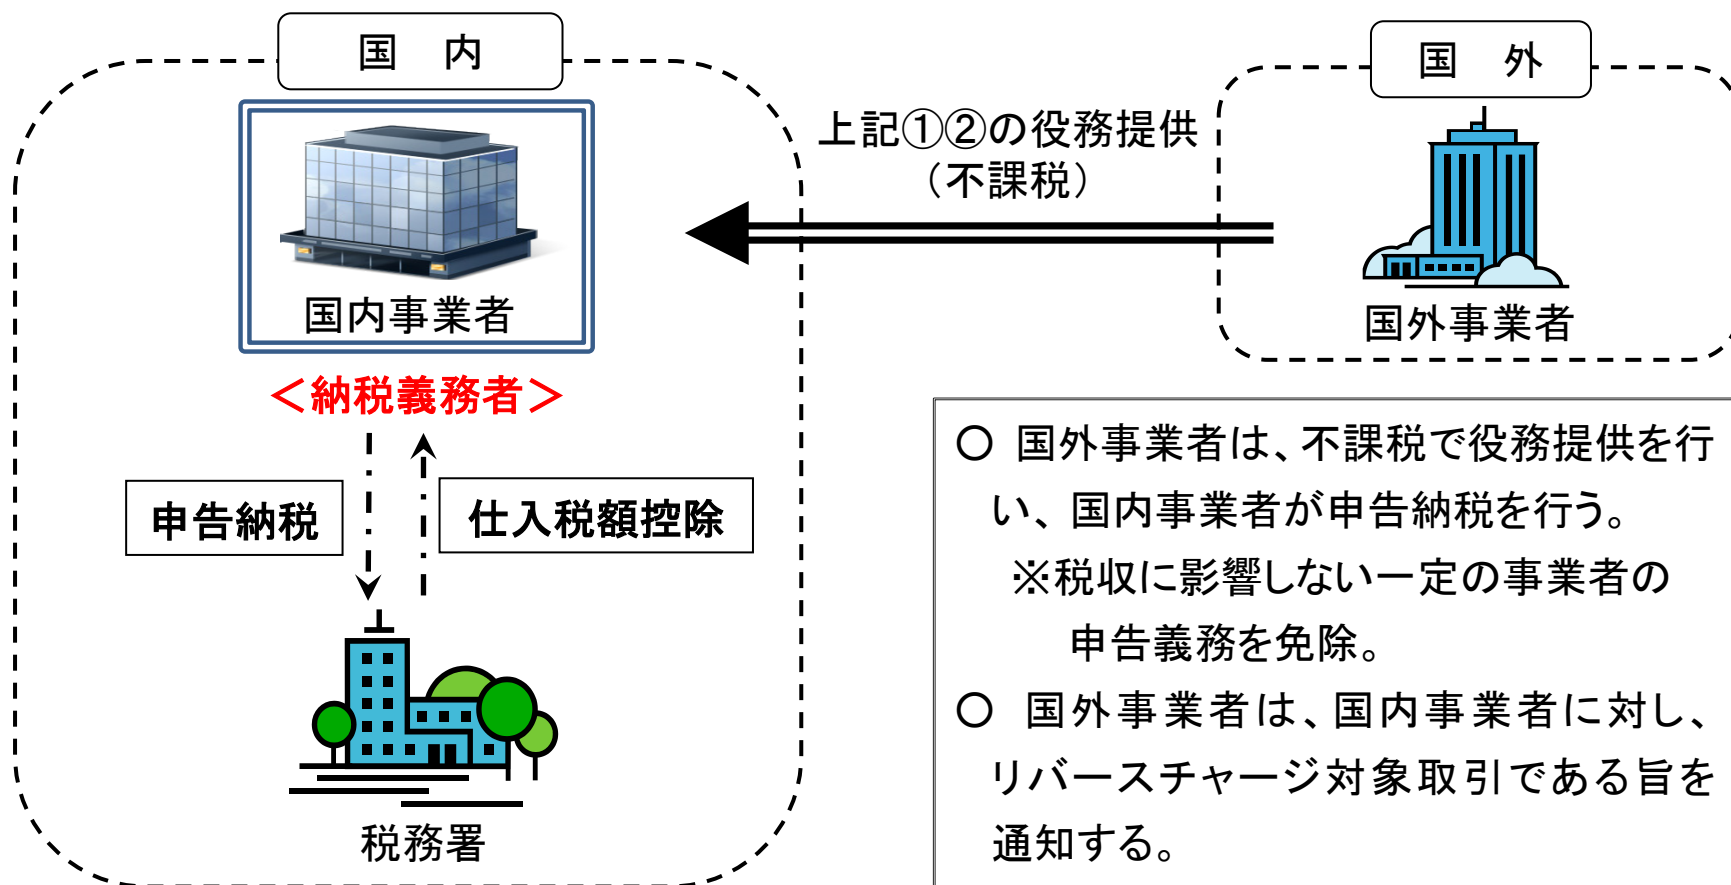 国　内
国　外
上記①②の役務提供
（不課税）
国内事業者
国外事業者
＜納税義務者＞
申告納税
仕入税額控除
税務署
○ 国外事業者は、不課税で役務提供を行
い、国内事業者が申告納税を行う。
※税収に影響しない一定の事業者の
申告義務を免除。
○ 国外事業者は、国内事業者に対し、
リバースチャージ対象取引である旨を
通知する。